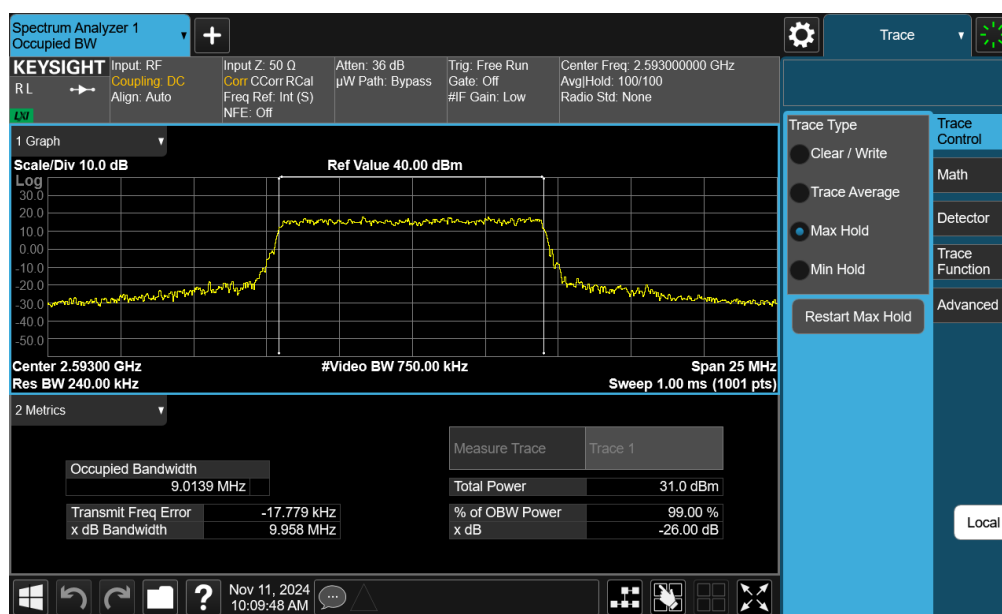 Spectrum Analyzer 1
Occupied BW
Trace
KEYSIGHT
R L
LXI
Input: RF
Coupling: DC
Align: Auto
Input Z: 50 Ω
Corr CCorr RCal
Freq Ref: Int (S)
NFE: Off
Atten: 36 dB
µW Path: Bypass
Trig: Free Run
Gate: Off
#IF Gain: Low
Center Freq: 2.593000000 GHz
Avg|Hold: 100/100
Radio Std: None
1 Graph
Scale/Div 10.0 dB
Ref Value 40.00 dBm
Log
30.0
20.0
10.0
0.00
-10.0
-20.0
-30.0
-40.0
-50.0
Center 2.59300 GHz
#Video BW 750.00 kHz
Span 25 MHz
Res BW 240.00 kHz
Sweep 1.00 ms (1001 pts)
2 Metrics
Measure Trace
Trace 1
Occupied Bandwidth
9.0139 MHz
Total Power
31.0 dBm
Transmit Freq Error
-17.779 kHz
% of OBW Power
99.00 %
x dB Bandwidth
9.958 MHz
x dB
-26.00 dB
Trace Type
Clear / Write
Trace Average
Max Hold
Min Hold
Restart Max Hold
Trace
Control
Math
Detector
Trace
Function
Advanced
Local
?
Nov 11, 2024
10:09:48 AM